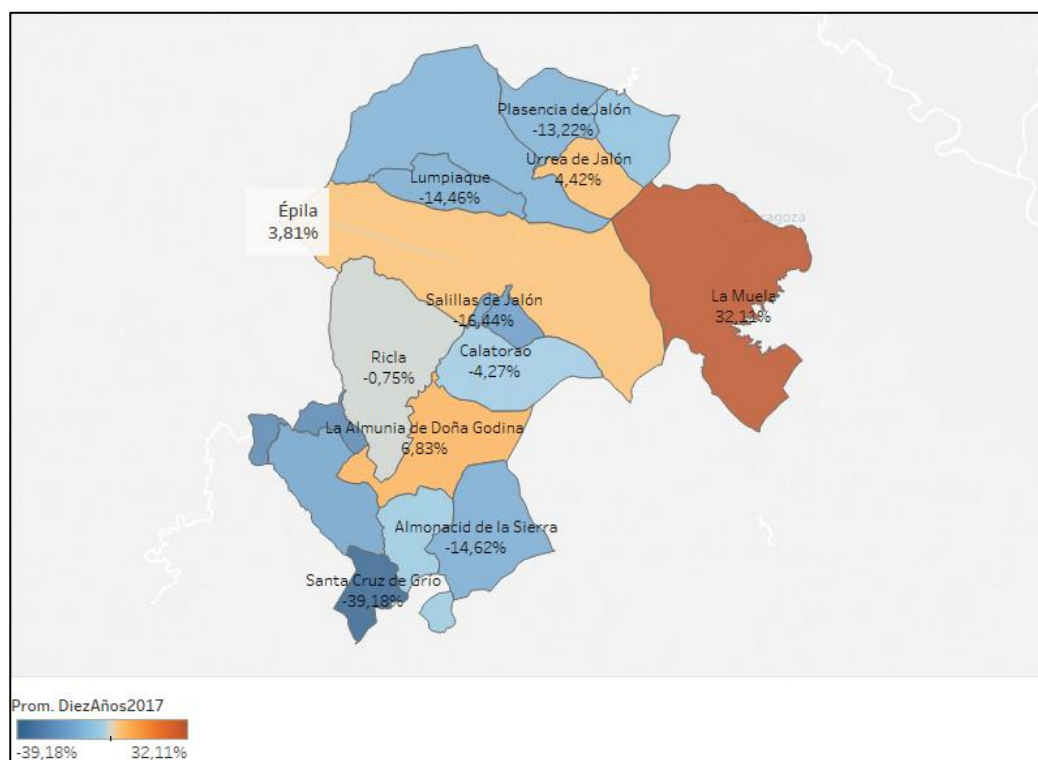 Plasencia de Jalón
-13,22%
Urrea de Jalón
4,42%
Lumpiaque
-14,46%
Épila
3,81%
Zaragoza
La Muela
32,11%
Salillas de Jalón
-16,44%
Calatorao
-4,27%
Ricla
-0,75%
La Almunia de Doña Godina
6,83%
Almonacid de la Sierra
-14,62%
Santa Cruz de Grío
-39,18%
Prom. DiezAños2017
-39,18% 32,11%